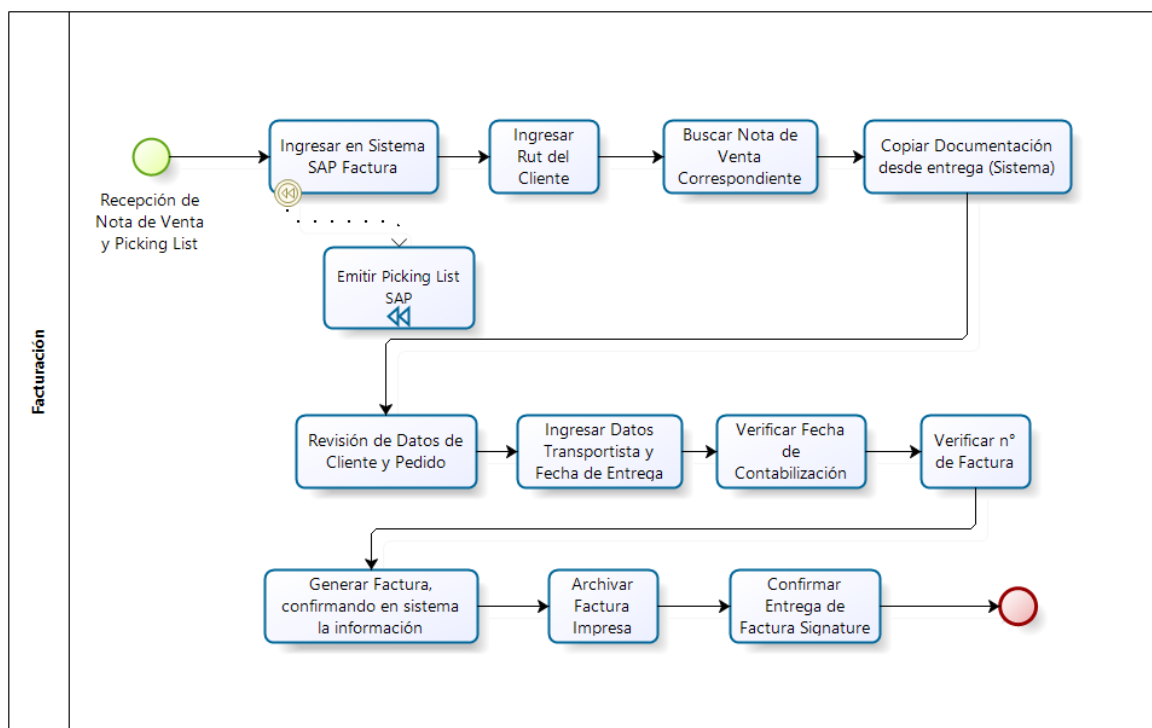 Facturación
Recepción de
Nota de Venta
y Picking List
Ingresar en Sistema
SAP Factura
Ingresar
Rut del
Cliente
Buscar Nota de
Venta
Correspondiente
Copiar Documentación
desde entrega (Sistema)
Emitir Picking List
SAP
Revisión de Datos de
Cliente y Pedido
Ingresar Datos
Transportista y
Fecha de Entrega
Verificar Fecha
de
Contabilización
Verificar n°
de Factura
Generar Factura,
confirmando en sistema
la información
Archivar
Factura
Impresa
Confirmar
Entrega de
Factura Signature